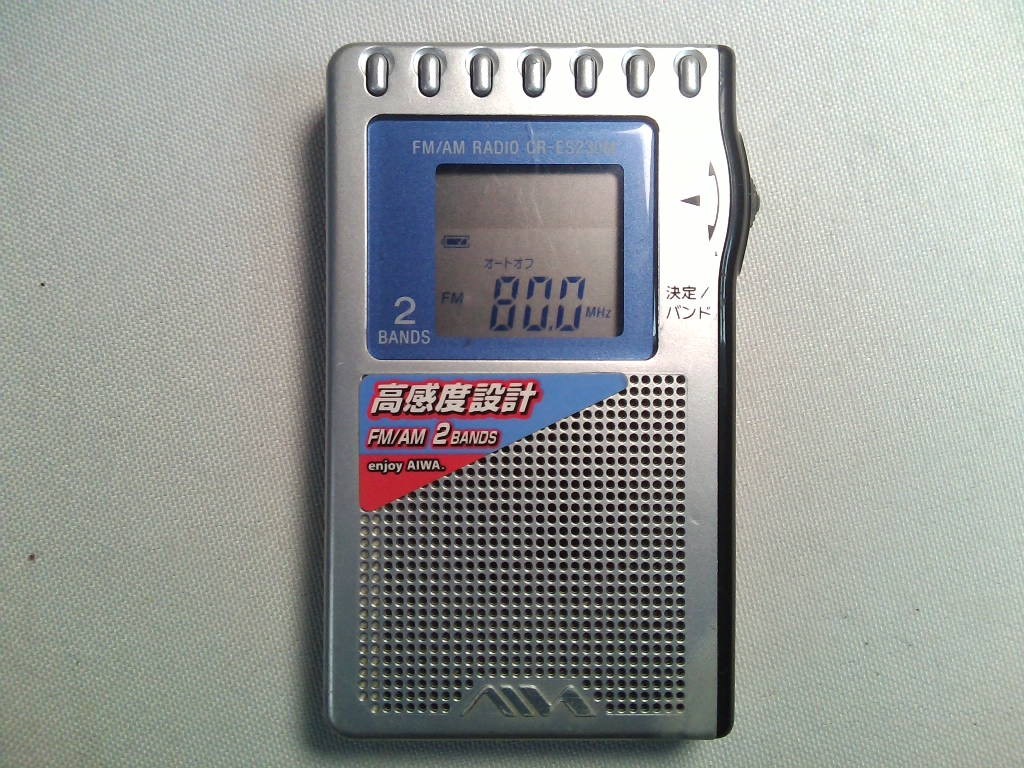 FM/AM RADIO CR-ES230M
オートオフ
FM 80.0 MHz
2
BANDS
決定/
バンド
高感度設計
FM/AM 2 BANDS
enjoy AIWA.
AIWA